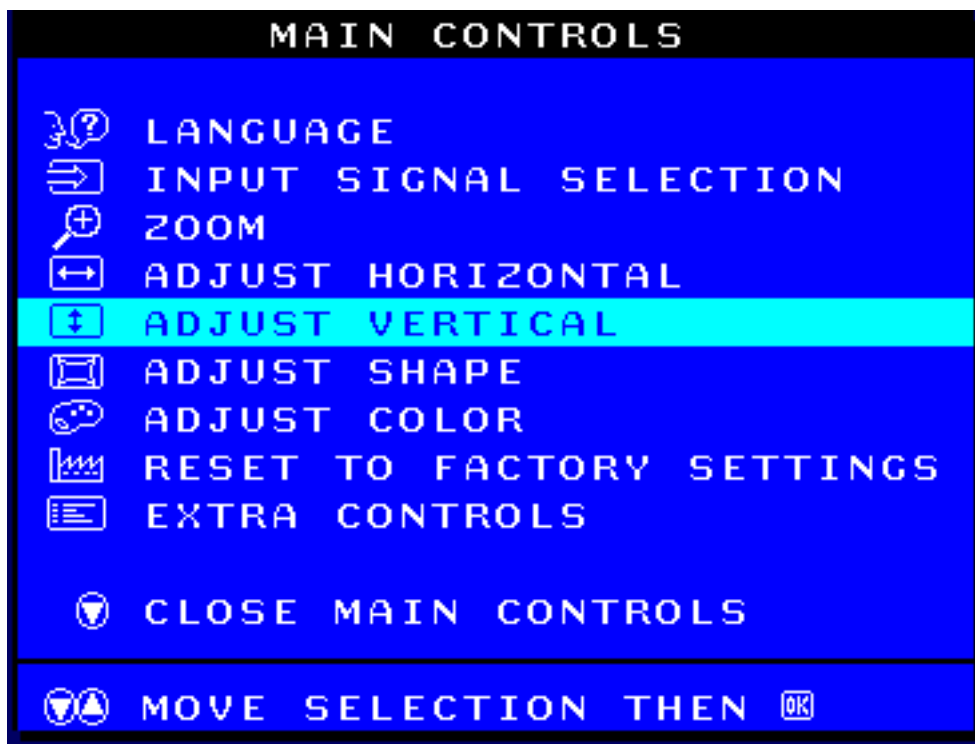 MAIN CONTROLS
LANGUAGE
INPUT SIGNAL SELECTION
ZOOM
ADJUST HORIZONTAL
ADJUST VERTICAL
ADJUST SHAPE
ADJUST COLOR
RESET TO FACTORY SETTINGS
EXTRA CONTROLS
CLOSE MAIN CONTROLS
MOVE SELECTION THEN OK